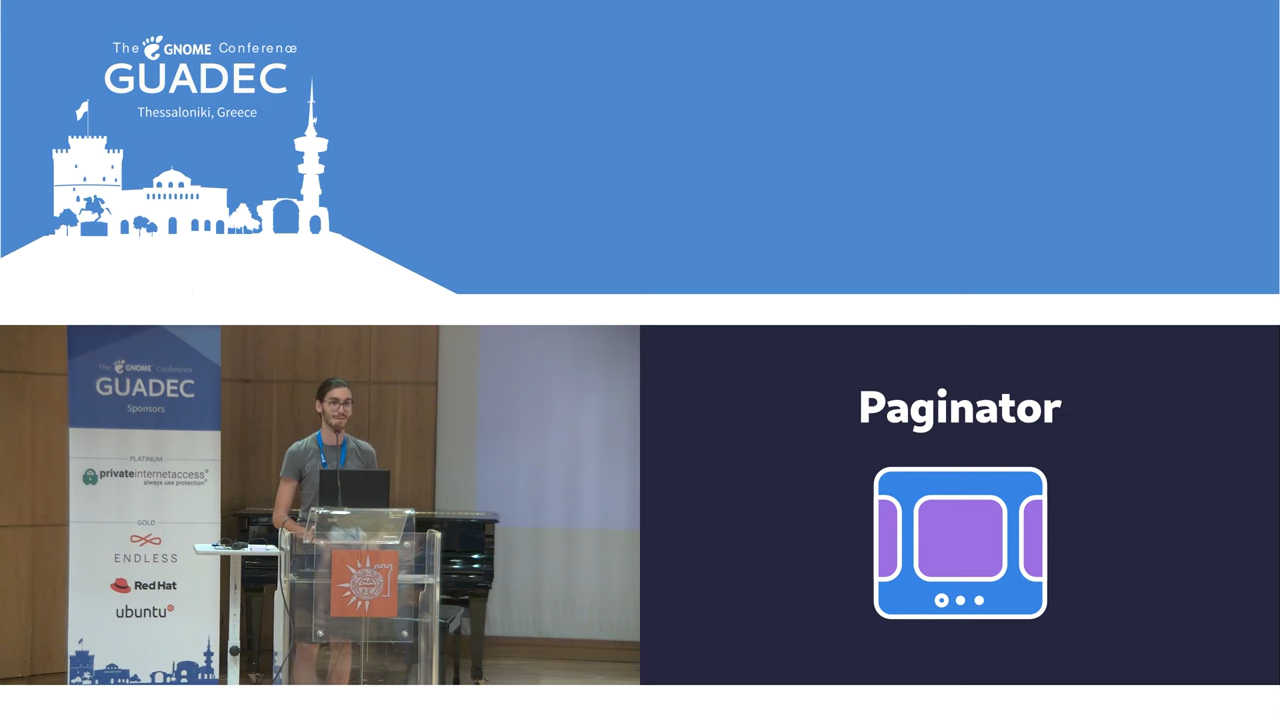 The GNOME Conference
GUADEC
Thessaloniki, Greece
The GNOME Conference
GUADEC
Sponsors
PLATINUM
privateinternetaccess®
always use protection™
GOLD
ENDLESS
Red Hat
ubuntu
Paginator